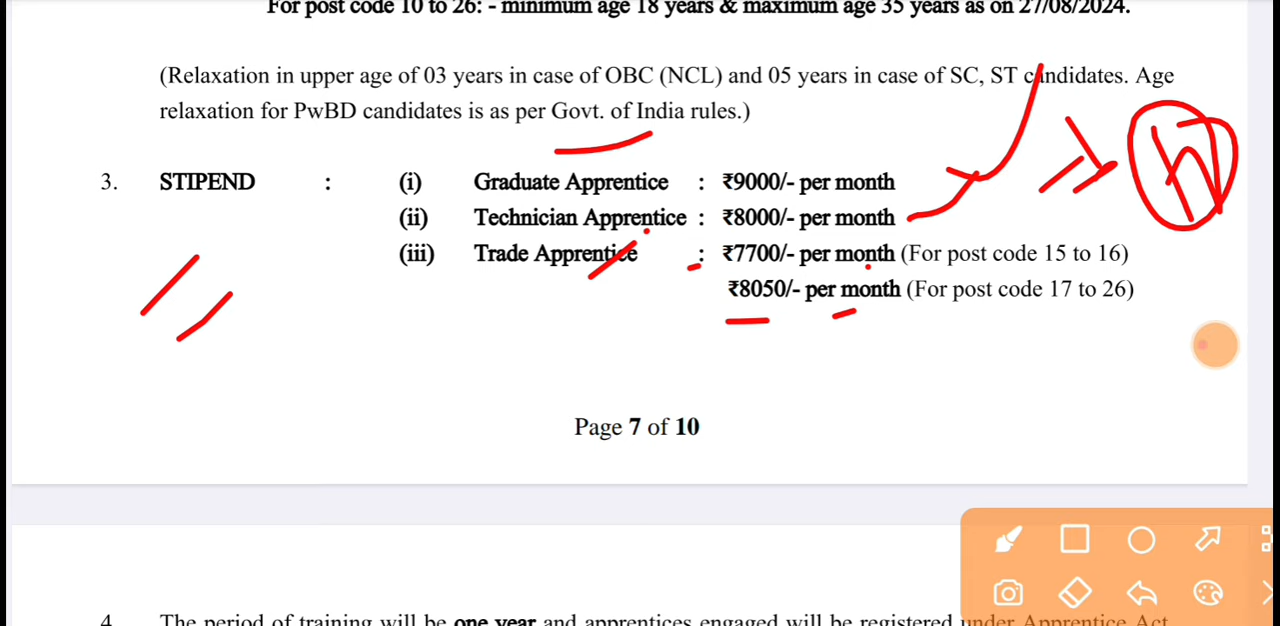 For post code 10 to 26: - minimum age 18 years & maximum age 35 years as on 27/08/2024.
(Relaxation in upper age of 03 years in case of OBC (NCL) and 05 years in case of SC, ST candidates. Age
relaxation for PwBD candidates is as per Govt. of India rules.)
3. STIPEND : (i) Graduate Apprentice : ₹9000/- per month
(ii) Technician Apprentice : ₹8000/- per month
(iii) Trade Apprentice : ₹7700/- per month (For post code 15 to 16)
₹8050/- per month (For post code 17 to 26)
Page 7 of 10
4. The period of training will be one year and apprentices engaged will be registered under Apprentice Act